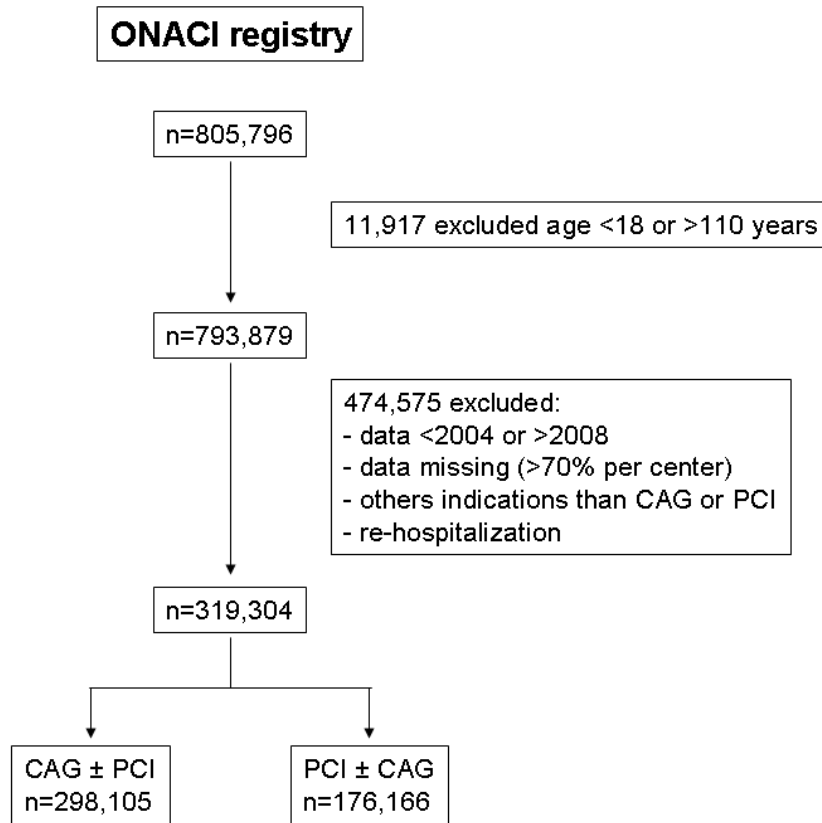 ONACI registry
n=805,796
11,917 excluded age <18 or >110 years
n=793,879
474,575 excluded:
- data <2004 or >2008
- data missing (>70% per center)
- others indications than CAG or PCI
- re-hospitalization
n=319,304
CAG ± PCI
n=298,105
PCI ± CAG
n=176,166